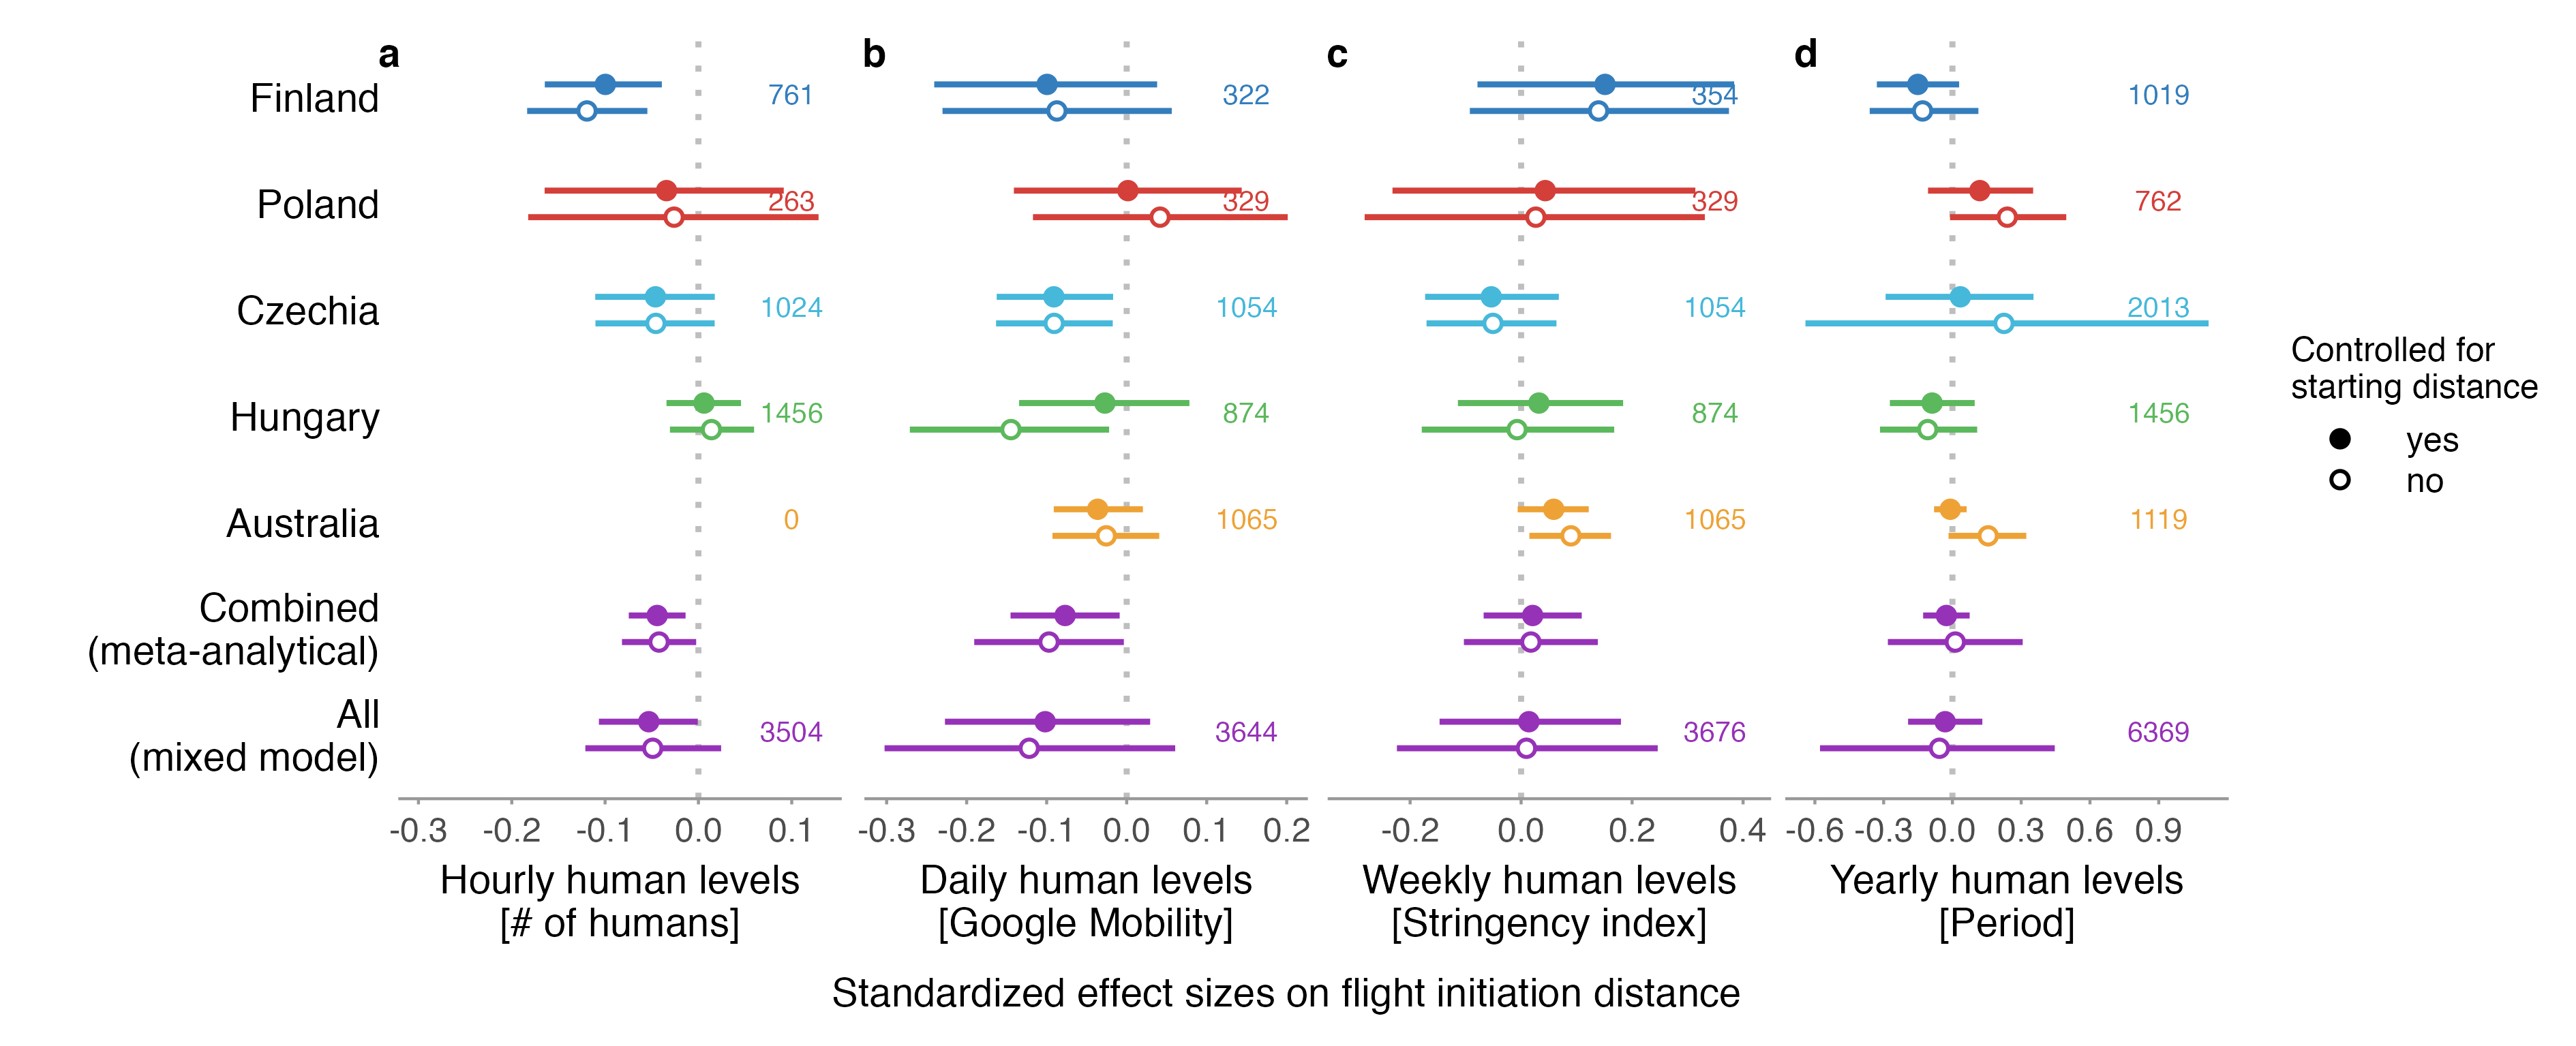 a b c d
Finland 761 322 354 1019
Poland 263 329 329 762
Czechia 1024 1054 1054 2013
Hungary 1456 874 874 1456
Australia 0 1065 1065 1119
Combined
(meta-analytical)
All
(mixed model)
3504 3644 3676 6369
-0.3 -0.2 -0.1 0.0 0.1
Hourly human levels
[# of humans]
-0.3 -0.2 -0.1 0.0 0.1 0.2
Daily human levels
[Google Mobility]
-0.2 0.0 0.2 0.4
Weekly human levels
[Stringency index]
-0.6 -0.3 0.0 0.3 0.6 0.9
Yearly human levels
[Period]
Standardized effect sizes on flight initiation distance
Controlled for
starting distance
yes
no